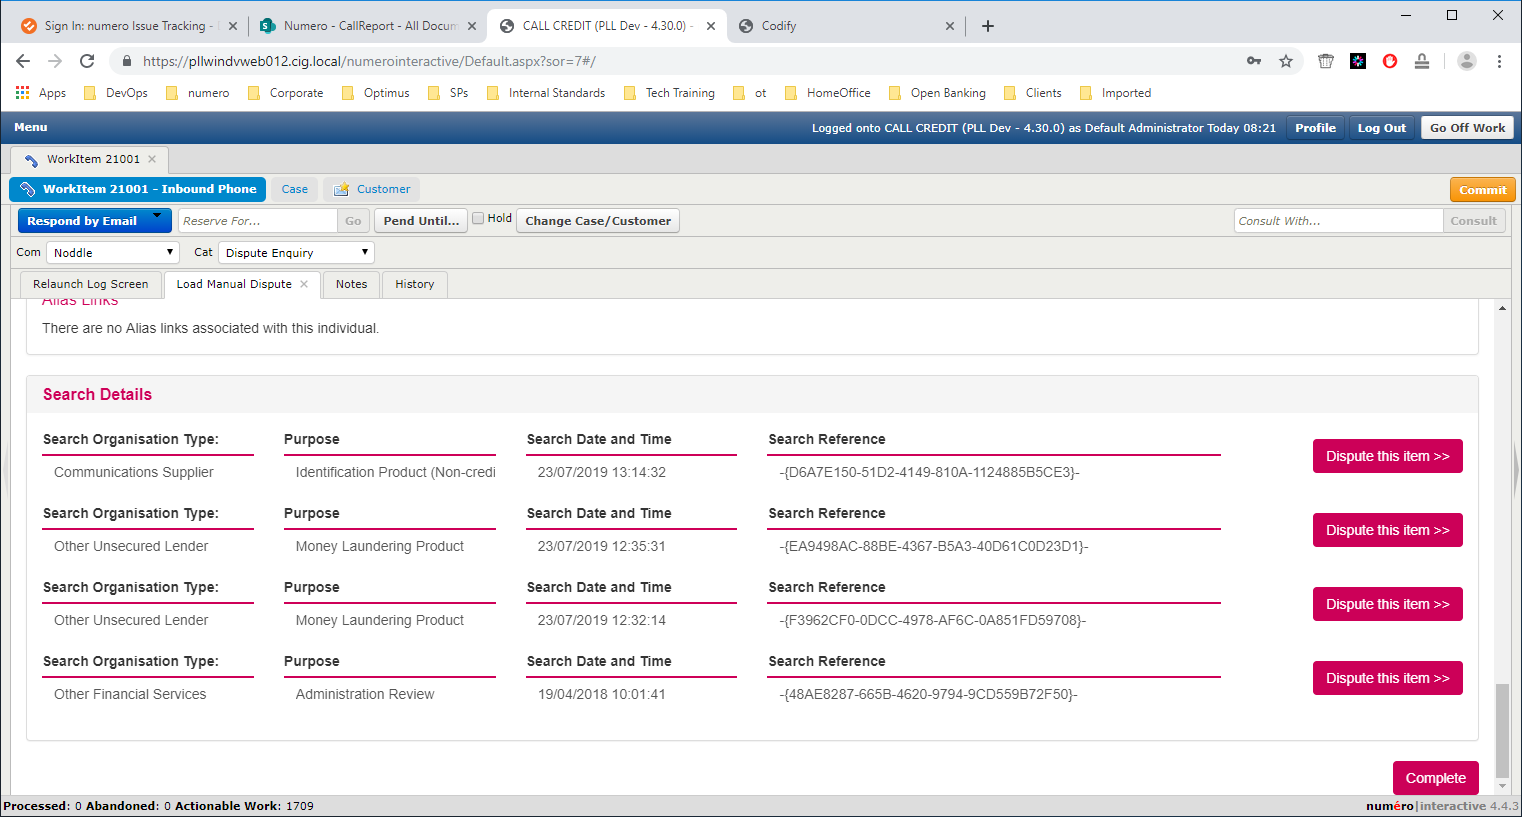 Sign In: numero Issue Tracking -
Numero - CallReport - All Docum
CALL CREDIT (PLL Dev - 4.30.0) -
Codify
https://pllwindvweb012.cig.local/numerointeractive/Default.aspx?sor=7#/
Apps DevOps numero Corporate Optimus SPs Internal Standards Tech Training ot HomeOffice Open Banking Clients Imported
Menu Logged onto CALL CREDIT (PLL Dev - 4.30.0) as Default Administrator Today 08:21 Profile Log Out Go Off Work
WorkItem 21001
WorkItem 21001 - Inbound Phone Case Customer Commit
Respond by Email Reserve For... Go Pend Until... Hold Change Case/Customer Consult With... Consult
Com Noddle Cat Dispute Enquiry
Relaunch Log Screen Load Manual Dispute Notes History
Alias Links
There are no Alias links associated with this individual.
Search Details
Search Organisation Type: Purpose Search Date and Time Search Reference
Communications Supplier Identification Product (Non-credi 23/07/2019 13:14:32 -{D6A7E150-51D2-4149-810A-1124885B5CE3}- Dispute this item >>
Search Organisation Type: Purpose Search Date and Time Search Reference
Other Unsecured Lender Money Laundering Product 23/07/2019 12:35:31 -{EA9498AC-88BE-4367-B5A3-40D61C0D23D1}- Dispute this item >>
Search Organisation Type: Purpose Search Date and Time Search Reference
Other Unsecured Lender Money Laundering Product 23/07/2019 12:32:14 -{F3962CF0-0DCC-4978-AF6C-0A851FD59708}- Dispute this item >>
Search Organisation Type: Purpose Search Date and Time Search Reference
Other Financial Services Administration Review 19/04/2018 10:01:41 -{48AE8287-665B-4620-9794-9CD559B72F50}- Dispute this item >>
Complete
Processed: 0 Abandoned: 0 Actionable Work: 1709 numéro|interactive 4.4.3